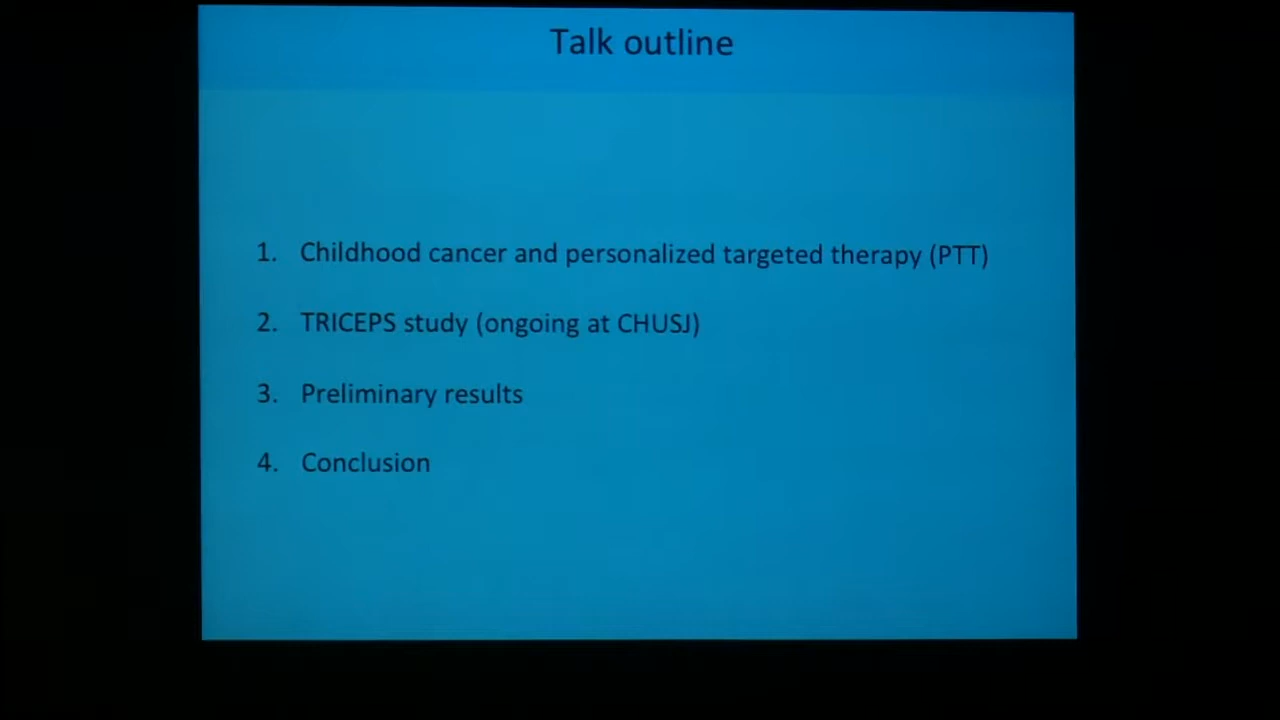 Talk outline
1. Childhood cancer and personalized targeted therapy (PTT)
2. TRICEPS study (ongoing at CHUSJ)
3. Preliminary results
4. Conclusion